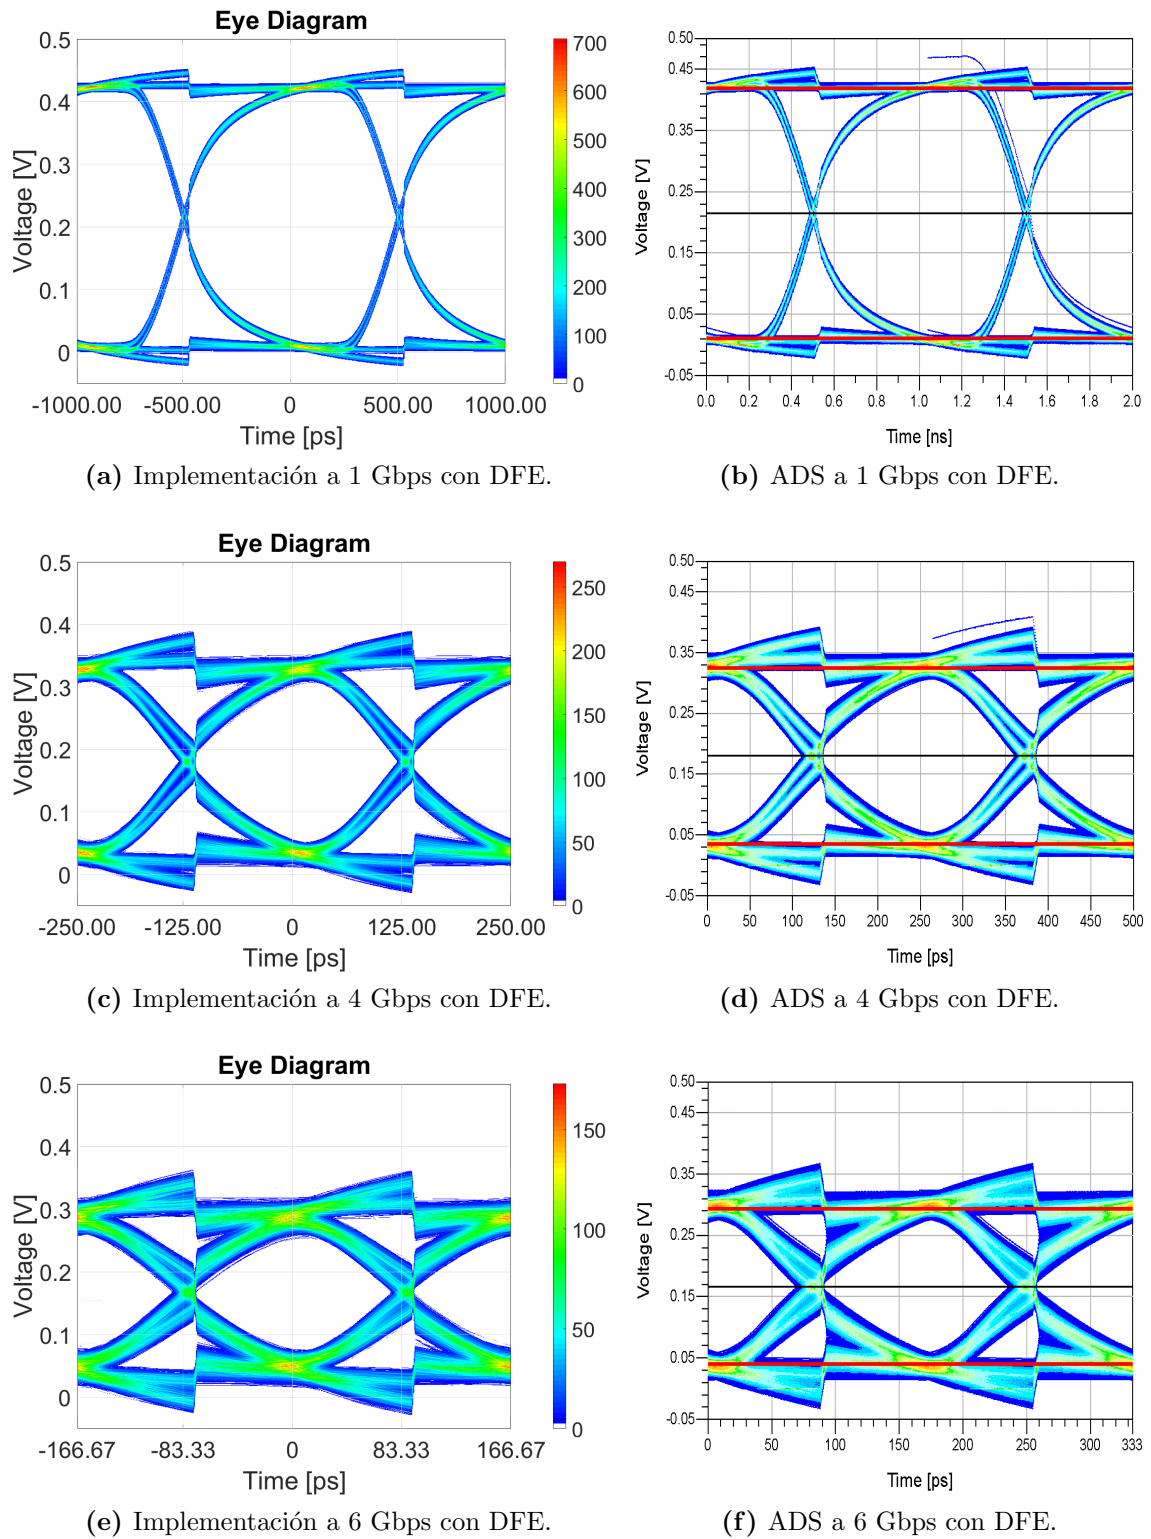 Eye Diagram
0.5
0.4
0.3
0.2
0.1
0
Voltage [V]
-1000.00 -500.00 0 500.00 1000.00
Time [ps]
700
600
500
400
300
200
100
0
(a) Implementación a 1 Gbps con DFE.
0.50
0.45
0.35
0.25
0.15
0.05
-0.05
Voltage [V]
0.0 0.2 0.4 0.6 0.8 1.0 1.2 1.4 1.6 1.8 2.0
Time [ns]
(b) ADS a 1 Gbps con DFE.
Eye Diagram
0.5
0.4
0.3
0.2
0.1
0
Voltage [V]
-250.00 -125.00 0 125.00 250.00
Time [ps]
250
200
150
100
50
0
(c) Implementación a 4 Gbps con DFE.
0.50
0.45
0.35
0.25
0.15
0.05
-0.05
Voltage [V]
0 50 100 150 200 250 300 350 400 450 500
Time [ps]
(d) ADS a 4 Gbps con DFE.
Eye Diagram
0.5
0.4
0.3
0.2
0.1
0
Voltage [V]
-166.67 -83.33 0 83.33 166.67
Time [ps]
150
100
50
0
(e) Implementación a 6 Gbps con DFE.
0.50
0.45
0.35
0.25
0.15
0.05
-0.05
Voltage [V]
0 50 100 150 200 250 300 333
Time [ps]
(f) ADS a 6 Gbps con DFE.